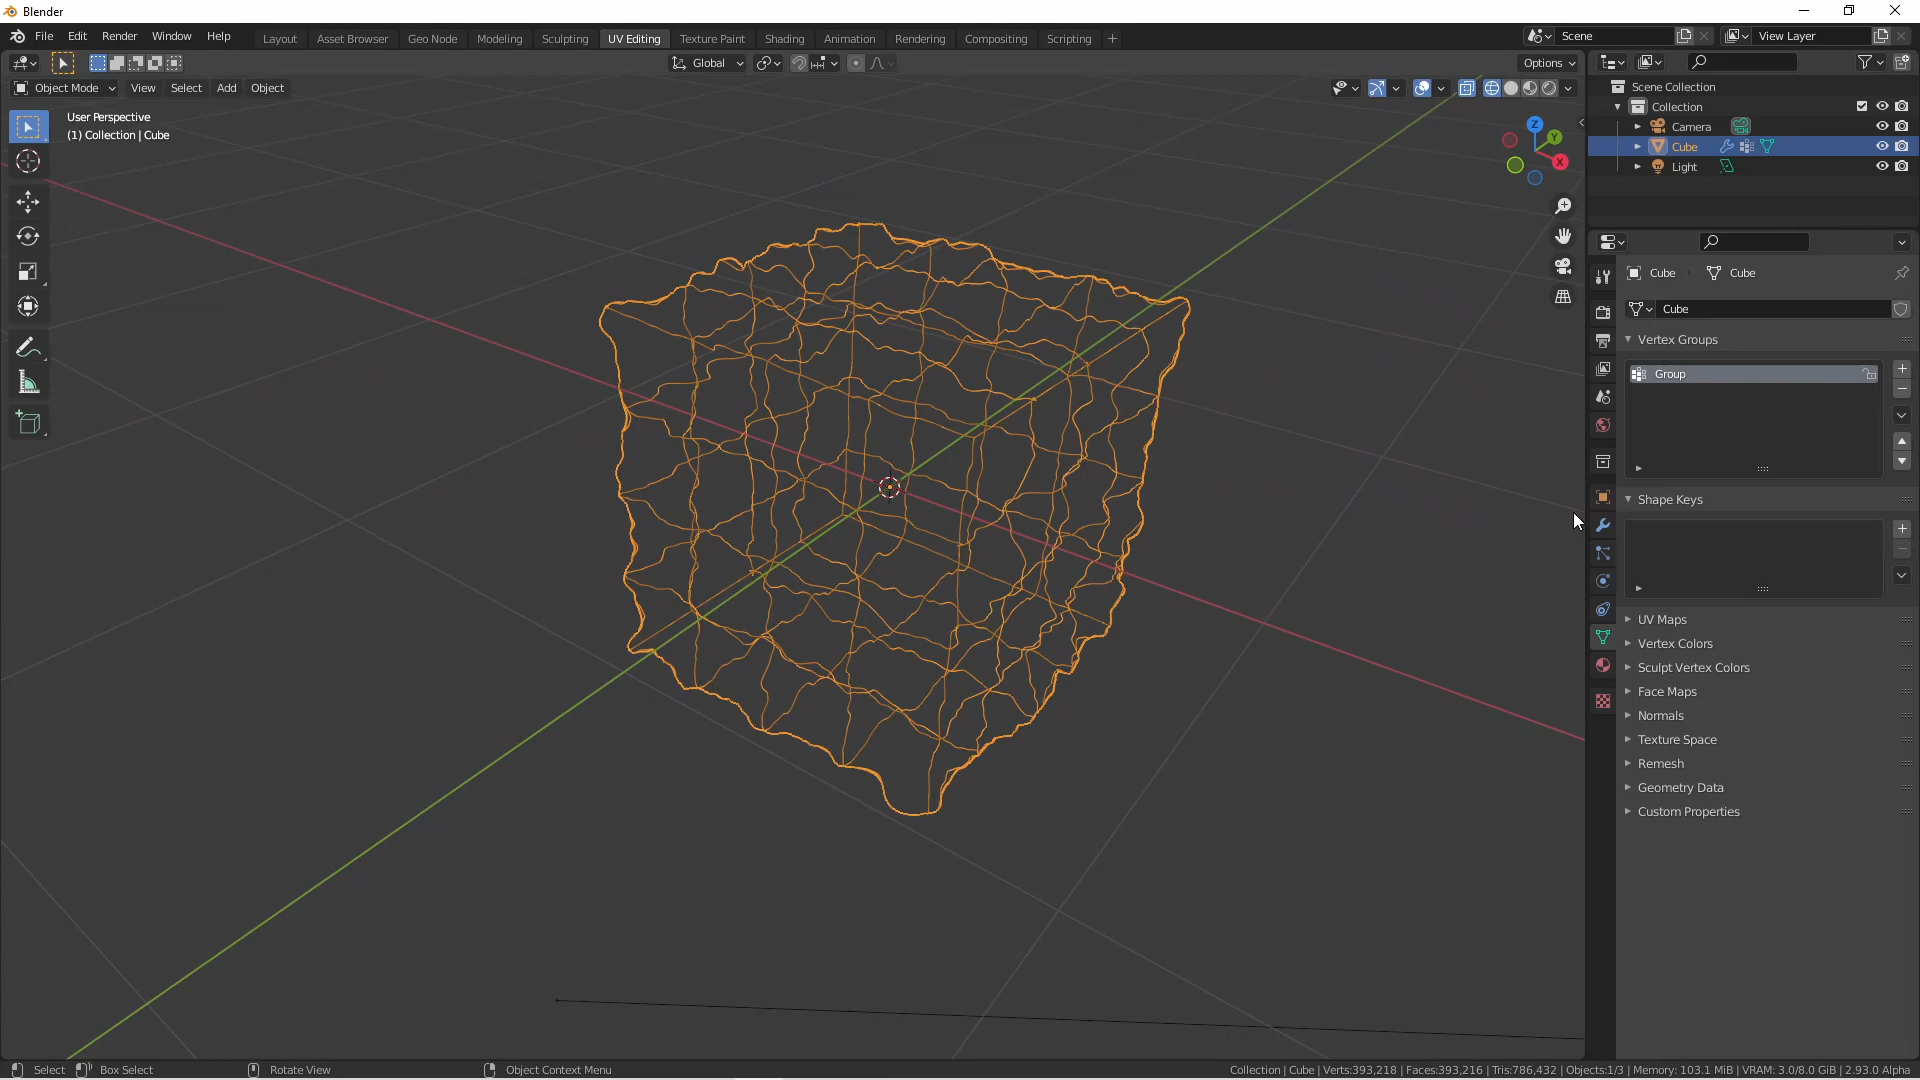 Blender
File Edit Render Window Help
Layout Asset Browser Geo Node Modeling Sculpting UV Editing Texture Paint Shading Animation Rendering Compositing Scripting +
Scene View Layer
Global Options
Object Mode View Select Add Object
User Perspective
(1) Collection | Cube
Z
Y
X
Scene Collection
Collection
Camera
Cube
Light
Cube Cube
Cube
Vertex Groups
Group
Shape Keys
UV Maps
Vertex Colors
Sculpt Vertex Colors
Face Maps
Normals
Texture Space
Remesh
Geometry Data
Custom Properties
Select Box Select Rotate View Object Context Menu
Collection | Cube | Verts:393,218 | Faces:393,216 | Tris:786,432 | Objects:1/3 | Memory: 103.1 MiB | VRAM: 3.0/8.0 GiB | 2.93.0 Alpha